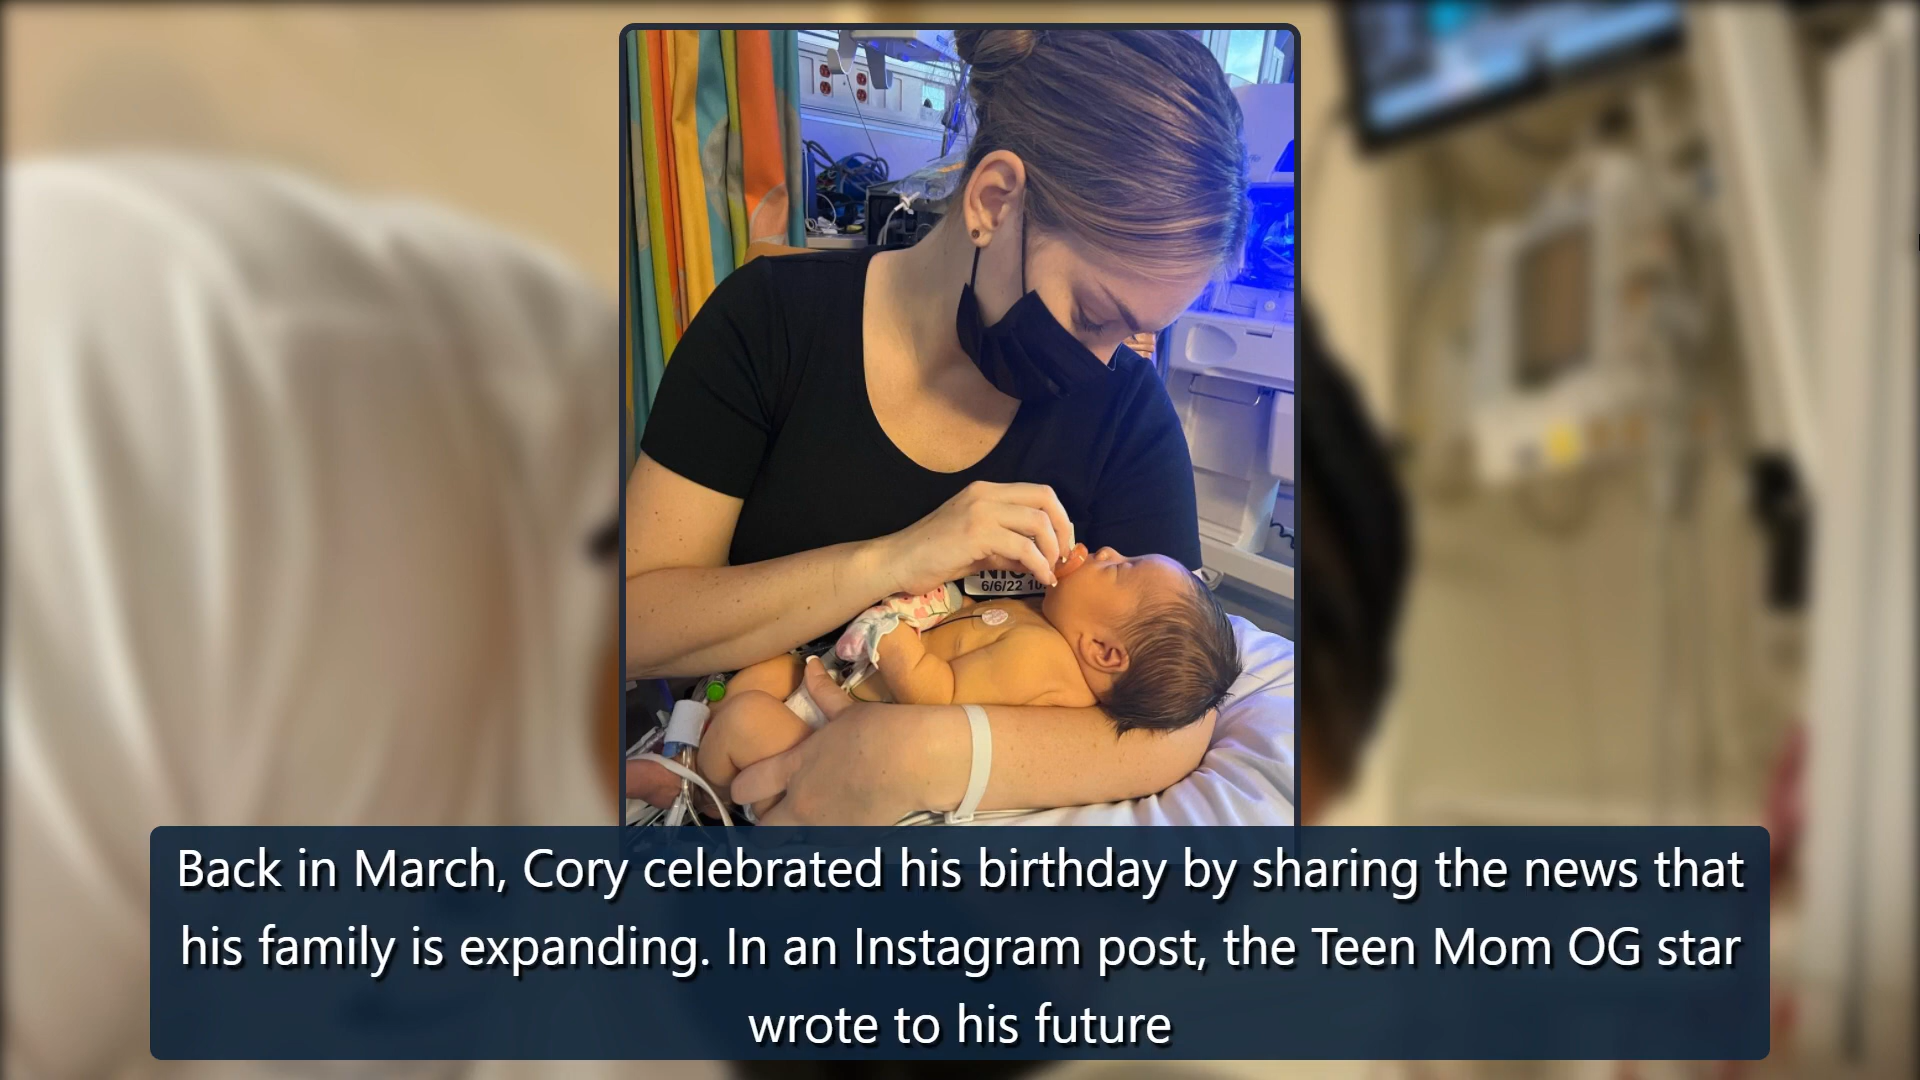 6/6/22 10
Back in March, Cory celebrated his birthday by sharing the news that
his family is expanding. In an Instagram post, the Teen Mom OG star
wrote to his future